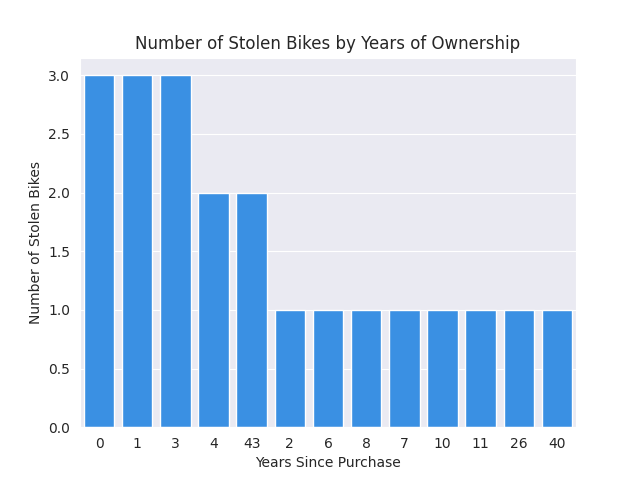 Number of Stolen Bikes by Years of Ownership
3.0
2.5
2.0
1.5
1.0
0.5
0.0
Number of Stolen Bikes
0 1 3 4 43 2 6 8 7 10 11 26 40
Years Since Purchase